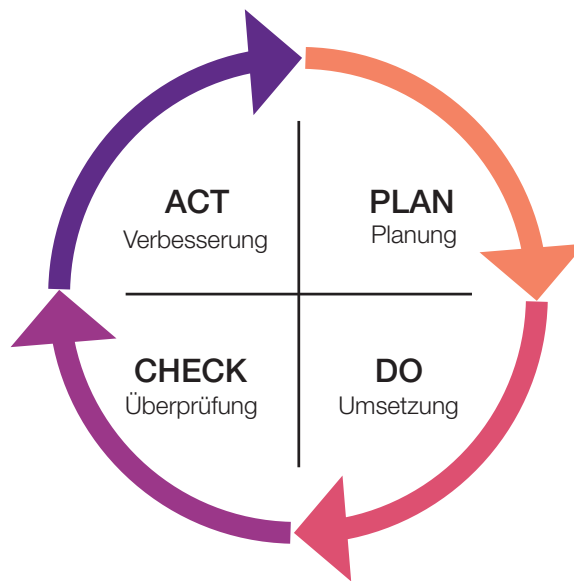 ACT
Verbesserung
PLAN
Planung
CHECK
Überprüfung
DO
Umsetzung